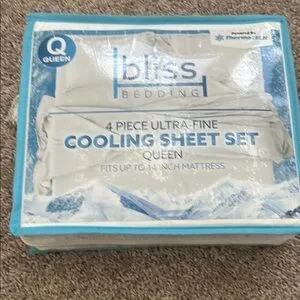 Q
QUEEN
Powered By
bliss
BEDDING
4 PIECE ULTRA-FINE
COOLING SHEET SET
QUEEN
FITS UP TO 14 INCH MATTRESS